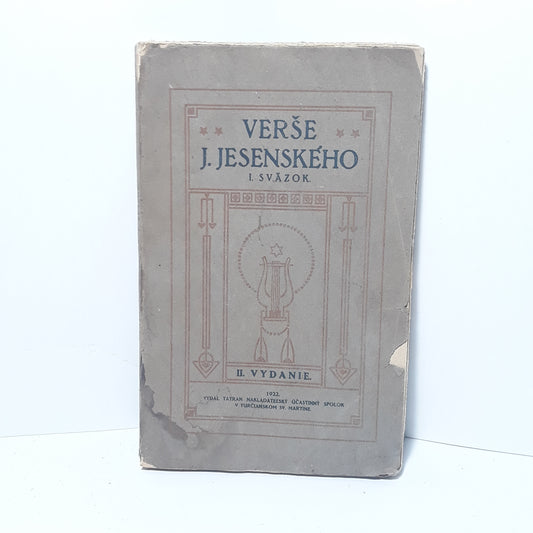 VERŠE
J. JESENSKÉHO
I. SVÄZOK.
II. VYDANIE.
1922.
VYDAL TATRAN NAKLADATEĽSKÝ ÚČASTINNÝ SPOLOK
V TURČIANSKOM SV. MARTINE.